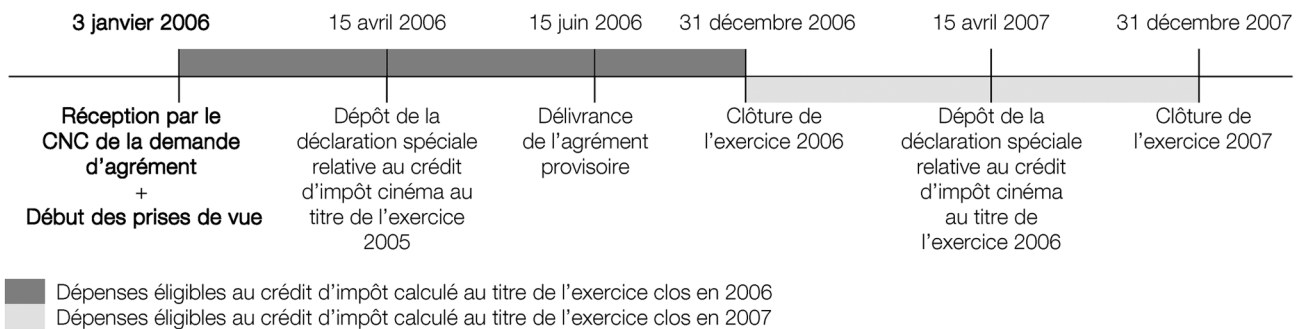 3 janvier 2006
15 avril 2006
15 juin 2006
31 décembre 2006
15 avril 2007
31 décembre 2007
Réception par le
CNC de la demande
d’agrément
+
Début des prises de vue
Dépôt de la
déclaration spéciale
relative au crédit
d’impôt cinéma au
titre de l’exercice
2005
Délivrance
de l’agrément
provisoire
Clôture de
l’exercice 2006
Dépôt de la
déclaration spéciale
relative au crédit
d’impôt cinéma
au titre de
l’exercice 2006
Clôture de
l’exercice 2007
Dépenses éligibles au crédit d’impôt calculé au titre de l’exercice clos en 2006
Dépenses éligibles au crédit d’impôt calculé au titre de l’exercice clos en 2007